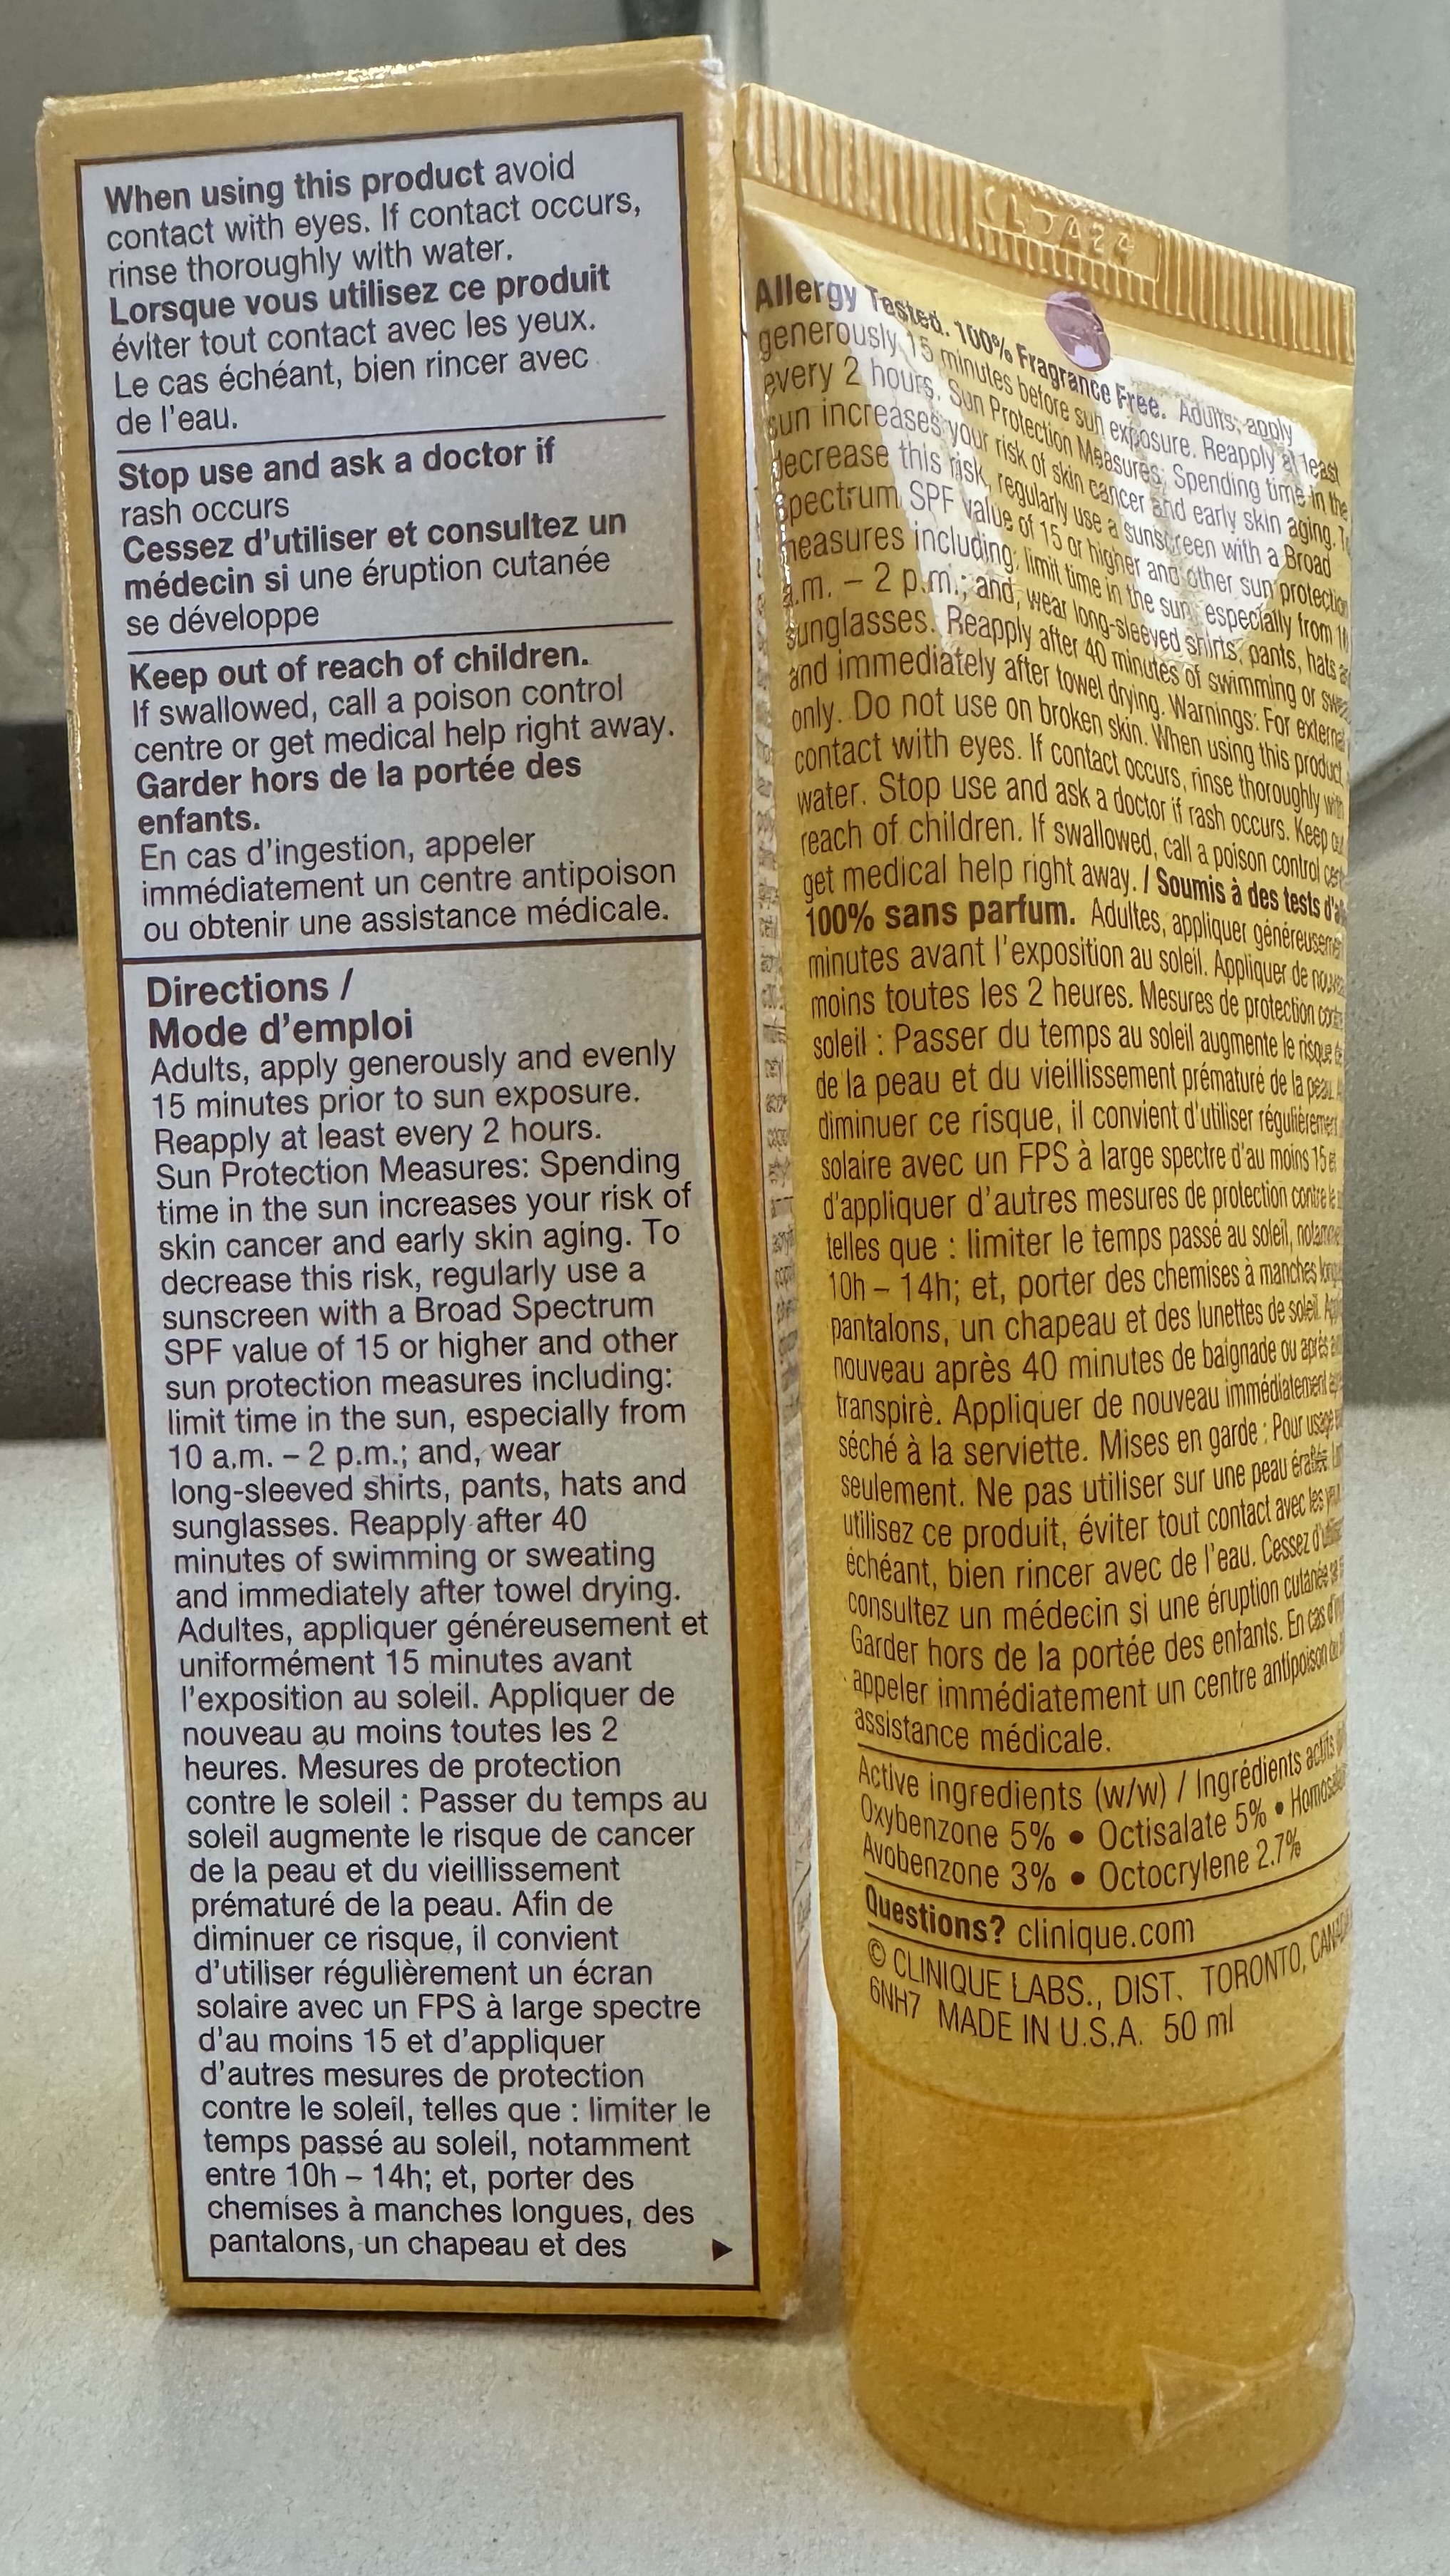 When using this product avoid
contact with eyes. If contact occurs,
rinse thoroughly with water.
Lorsque vous utilisez ce produit
éviter tout contact avec les yeux.
Le cas échéant, bien rincer avec
de l'eau.
Stop use and ask a doctor if
rash occurs
Cessez d'utiliser et consultez un
médecin si une éruption cutanée
se développe
Keep out of reach of children.
If swallowed, call a poison control
centre or get medical help right away.
Garder hors de la portée des
enfants.
En cas d'ingestion, appeler
immédiatement un centre antipoison
ou obtenir une assistance médicale.
Directions /
Mode d'emploi
Adults, apply generously and evenly
15 minutes prior to sun exposure.
Reapply at least every 2 hours.
Sun Protection Measures: Spending
time in the sun increases your risk of
skin cancer and early skin aging. To
decrease this risk, regularly use a
sunscreen with a Broad Spectrum
SPF value of 15 or higher and other
sun protection measures including:
limit time in the sun, especially from
10 a.m. – 2 p.m.; and, wear
long-sleeved shirts, pants, hats and
sunglasses. Reapply after 40
minutes of swimming or sweating
and immediately after towel drying.
Adultes, appliquer généreusement et
uniformément 15 minutes avant
l'exposition au soleil. Appliquer de
nouveau au moins toutes les 2
heures. Mesures de protection
contre le soleil : Passer du temps au
soleil augmente le risque de cancer
de la peau et du vieillissement
prématuré de la peau. Afin de
diminuer ce risque, il convient
d'utiliser régulièrement un écran
solaire avec un FPS à large spectre
d'au moins 15 et d'appliquer
d'autres mesures de protection
contre le soleil, telles que : limiter le
temps passé au soleil, notamment
entre 10h – 14h; et, porter des
chemises à manches longues, des
pantalons, un chapeau et des
Allergy Tested. 100% Fragrance Free. Adults: apply
generously 15 minutes before sun exposure. Reapply at least
every 2 hours. Sun Protection Measures: Spending time in the
sun increases your risk of skin cancer and early skin aging.
decrease this risk, regularly use a sunscreen with a Broad
spectrum SPF value of 15 or higher and other sun protection
measures including: limit time in the sun, especially from
a.m. – 2 p.m.; and, wear long-sleeved shirts, pants, hats
sunglasses. Reapply after 40 minutes of swimming or
and immediately after towel drying. Warnings: For external
only. Do not use on broken skin. When using this product
contact with eyes. If contact occurs, rinse thoroughly with
water. Stop use and ask a doctor if rash occurs. Keep
reach of children. If swallowed, call a poison control
get medical help right away. / Soumis à des tests
100% sans parfum. Adultes, appliquer
minutes avant l'exposition au soleil. Appliquer de
moins toutes les 2 heures. Mesures de protection
soleil : Passer du temps au soleil augmente le risque
de la peau et du vieillissement prématuré de la peau.
diminuer ce risque, il convient d'utiliser
solaire avec un FPS à large spectre d'au moins 15
d'appliquer d'autres mesures de protection contre
telles que : limiter le temps passé au soleil,
10h – 14h; et, porter des chemises à manches
pantalons, un chapeau et des lunettes de soleil.
nouveau après 40 minutes de baignade ou après
transpirè. Appliquer de nouveau immédiatement
séché à la serviette. Mises en garde : Pour usage
seulement. Ne pas utiliser sur une peau
utilisez ce produit, éviter tout contact avec les
échéant, bien rincer avec de l'eau. Cessez
consultez un médecin si une éruption cutanée
Garder hors de la portée des enfants. En cas
appeler immédiatement un centre antipoison
assistance médicale.
Active ingredients (w/w) / Ingrédients actifs
Oxybenzone 5% • Octisalate 5% •
Avobenzone 3% • Octocrylene 2.7%
Questions? clinique.com
© CLINIQUE LABS., DIST. TORONTO,
6NH7 MADE IN U.S.A. 50 ml